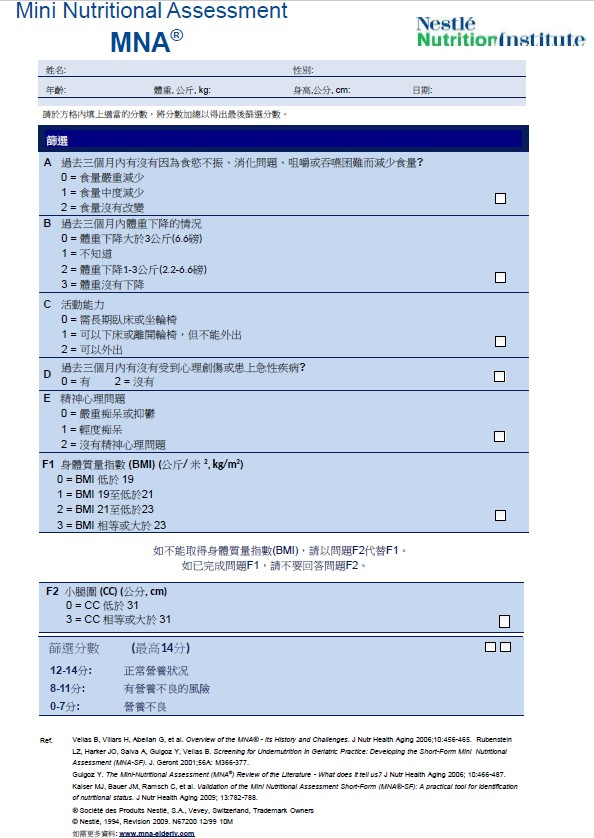 Mini Nutritional Assessment
MNA®
Nestlé
NutritionInstitute
姓名: 性別:
年齡: 體重, 公斤, kg: 身高,公分, cm: 日期:
請於方格內填上適當的分數，將分數加總以得出最後篩選分數。
篩選
A 過去三個月內有沒有因為食慾不振、消化問題、咀嚼或吞嚥困難而減少食量?
0 = 食量嚴重減少
1 = 食量中度減少
2 = 食量沒有改變
B 過去三個月內體重下降的情況
0 = 體重下降大於3公斤(6.6磅)
1 = 不知道
2 = 體重下降1-3公斤(2.2-6.6磅)
3 = 體重沒有下降
C 活動能力
0 = 需長期臥床或坐輪椅
1 = 可以下床或離開輪椅，但不能外出
2 = 可以外出
D 過去三個月內有沒有受到心理創傷或患上急性疾病?
0 = 有 2 = 沒有
E 精神心理問題
0 = 嚴重痴呆或抑鬱
1 = 輕度痴呆
2 = 沒有精神心理問題
F1 身體質量指數 (BMI) (公斤/ 米 ², kg/m²)
0 = BMI 低於 19
1 = BMI 19至低於21
2 = BMI 21至低於23
3 = BMI 相等或大於 23
如不能取得身體質量指數(BMI)，請以問題F2代替F1。
如已完成問題F1，請不要回答問題F2。
F2 小腿圍 (CC) (公分, cm)
0 = CC 低於 31
3 = CC 相等或大於 31
篩選分數 (最高14分)
12-14分: 正常營養狀況
8-11分: 有營養不良的風險
0-7分: 營養不良
Ref. Vellas B, Villars H, Abellan G, et al. Overview of the MNA® - Its History and Challenges. J Nutr Health Aging 2006;10:456-465. Rubenstein
LZ, Harker JO, Salva A, Guigoz Y, Vellas B. Screening for Undernutrition in Geriatric Practice: Developing the Short-Form Mini Nutritional
Assessment (MNA-SF). J. Geront 2001;56A: M366-377.
Guigoz Y. The Mini-Nutritional Assessment (MNA®) Review of the Literature - What does it tell us? J Nutr Health Aging 2006; 10:466-487.
Kaiser MJ, Bauer JM, Ramsch C, et al. Validation of the Mini Nutritional Assessment Short-Form (MNA®-SF): A practical tool for identification
of nutritional status. J Nutr Health Aging 2009; 13:782-788.
® Société des Produits Nestlé, S.A., Vevey, Switzerland, Trademark Owners
© Nestlé, 1994, Revision 2009. N67200 12/99 10M
如需更多資料: www.mna-elderly.com